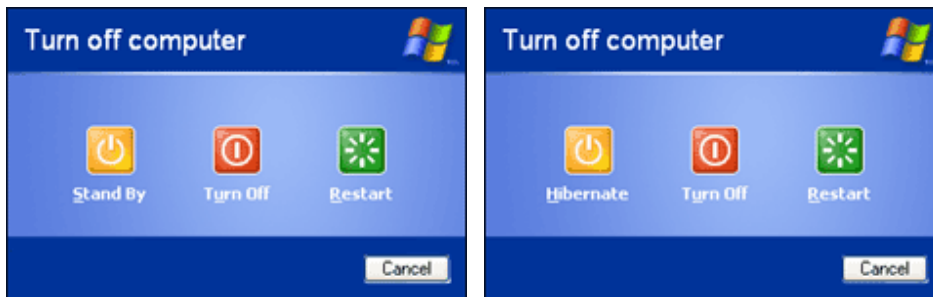 Turn off computer
Stand By Turn Off Restart
Cancel
Turn off computer
Hibernate Turn Off Restart
Cancel